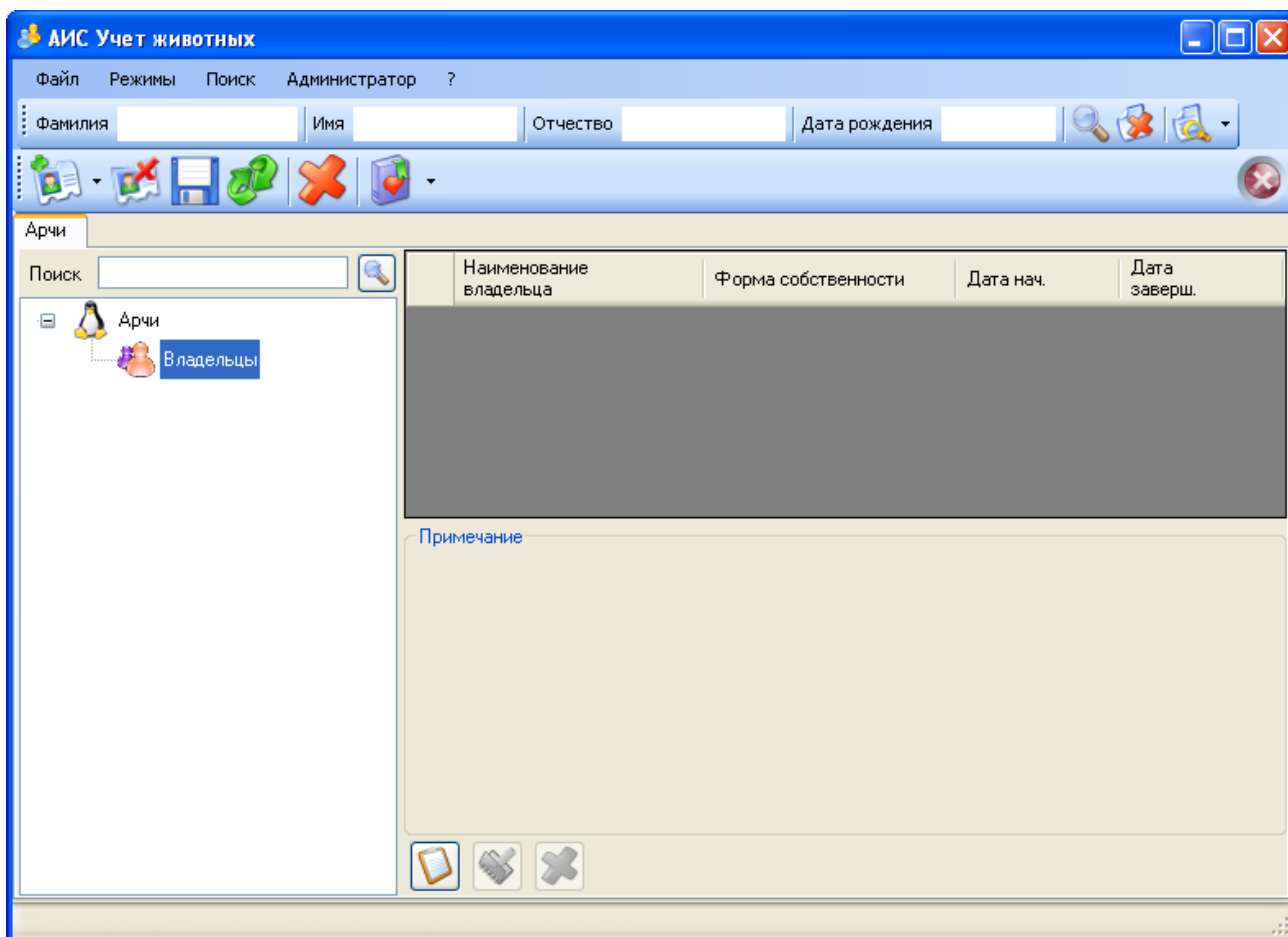 АИС Учет животных
Файл Режимы Поиск Администратор ?
Фамилия Имя Отчество Дата рождения
Арчи
Поиск
Арчи
Владельцы
Наименование
владельца
Форма собственности
Дата нач.
Дата
заверш.
Примечание